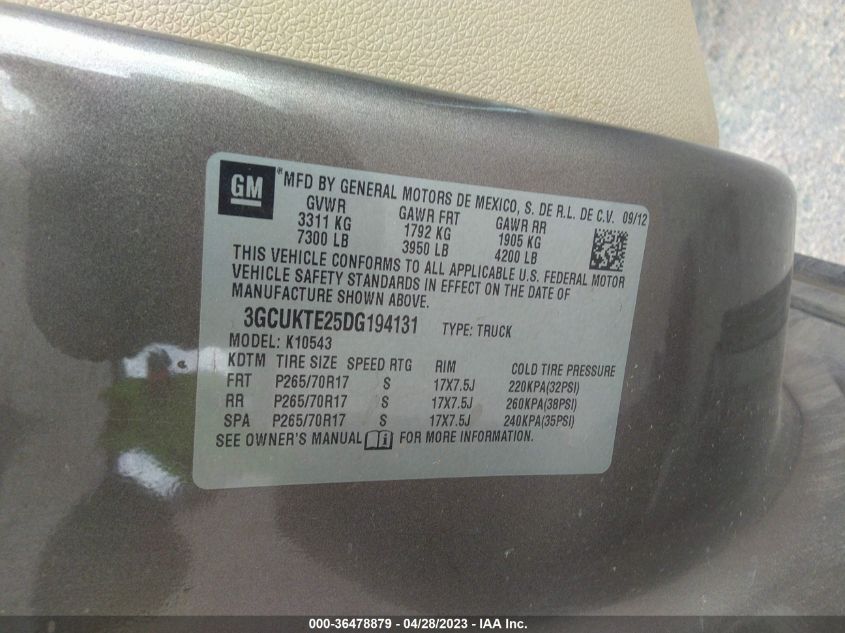 GM
*MFD BY GENERAL MOTORS DE MEXICO, S. DE R.L. DE C.V. 09/12
GVWR GAWR FRT GAWR RR
3311 KG 1792 KG 1905 KG
7300 LB 3950 LB 4200 LB
THIS VEHICLE CONFORMS TO ALL APPLICABLE U.S. FEDERAL MOTOR
VEHICLE SAFETY STANDARDS IN EFFECT ON THE DATE OF
MANUFACTURE SHOWN ABOVE.
3GCUKTE25DG194131 TYPE: TRUCK
MODEL: K10543
KDTM TIRE SIZE SPEED RTG RIM COLD TIRE PRESSURE
FRT P265/70R17 S 17X7.5J 220KPA(32PSI)
RR P265/70R17 S 17X7.5J 260KPA(38PSI)
SPA P265/70R17 S 17X7.5J 240KPA(35PSI)
SEE OWNER'S MANUAL FOR MORE INFORMATION.
000-36478879 - 04/28/2023 - IAA Inc.